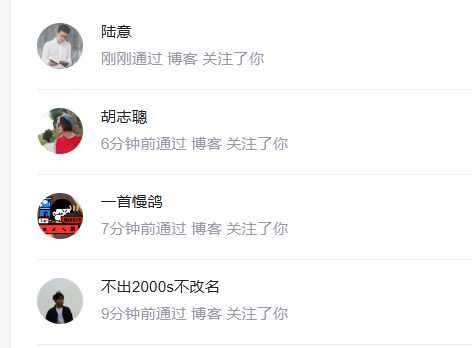 陆意
刚刚通过 博客 关注了你
胡志聰
6分钟前通过 博客 关注了你
一首慢鸽
7分钟前通过 博客 关注了你
不出2000s不改名
9分钟前通过 博客 关注了你